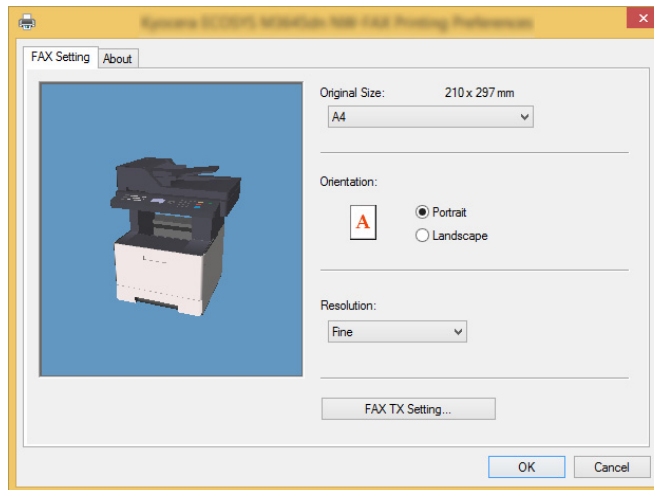 FAX Setting
About
Original Size: 210 x 297 mm
A4
Orientation:
A
Portrait
Landscape
Resolution:
Fine
FAX TX Setting...
OK
Cancel